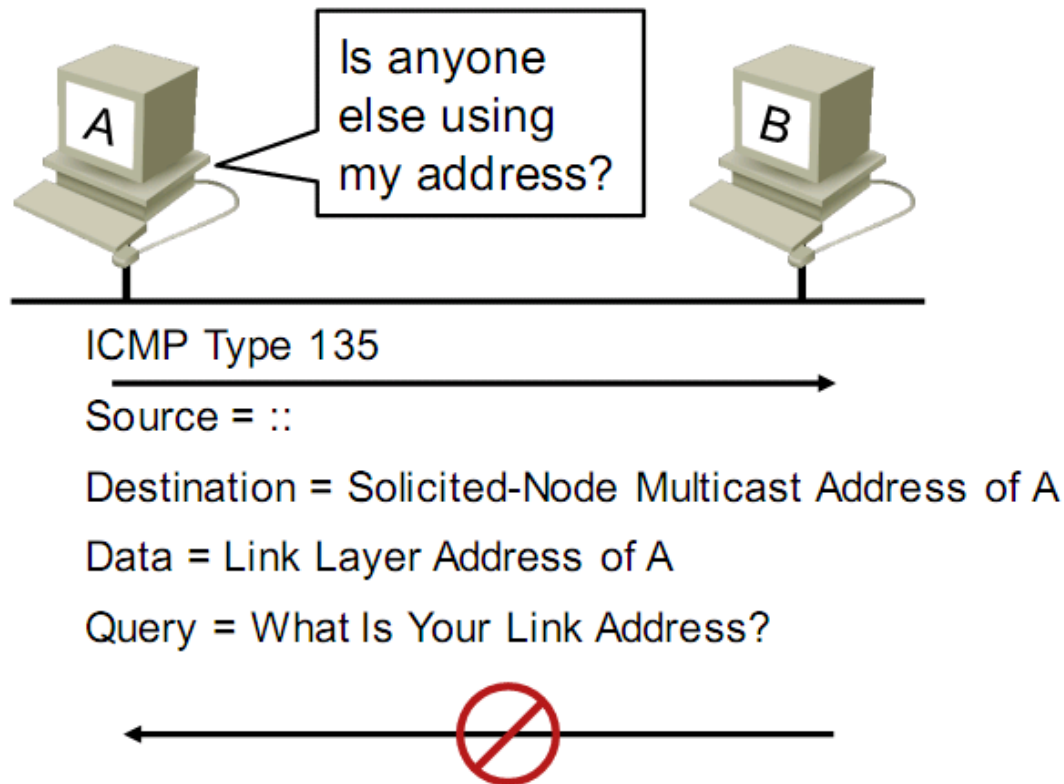 A
Is anyone
else using
my address?
B
ICMP Type 135
Source = ::
Destination = Solicited-Node Multicast Address of A
Data = Link Layer Address of A
Query = What Is Your Link Address?